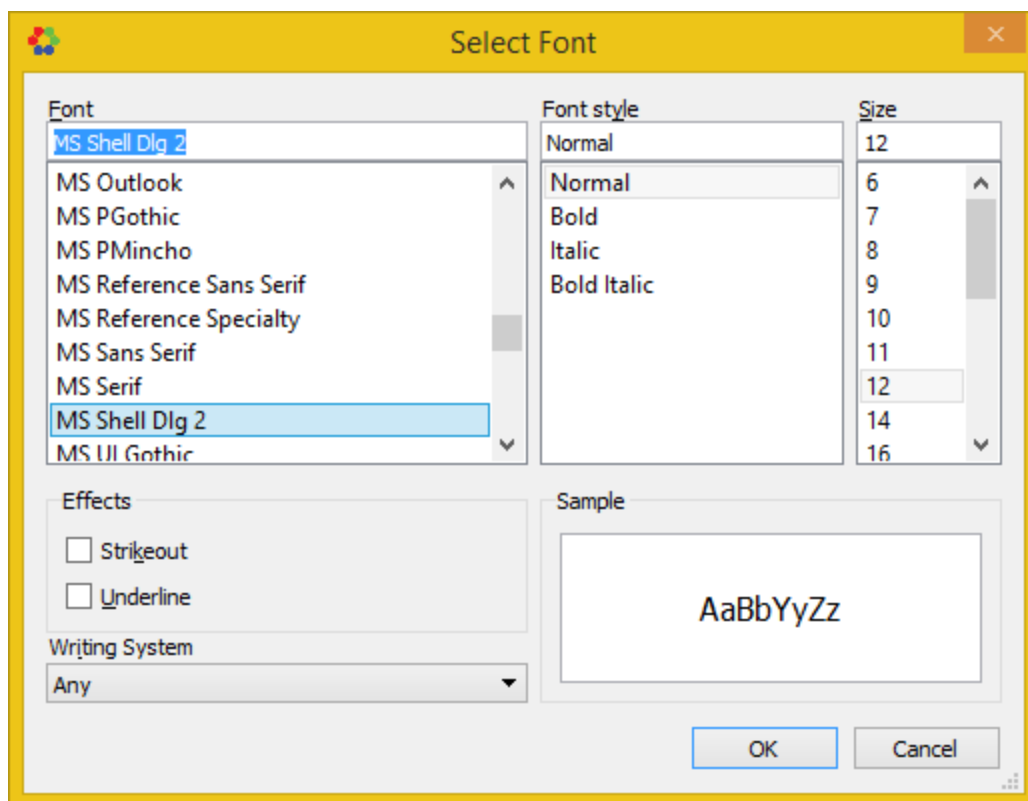 Select Font
Font
MS Shell Dlg 2
MS Outlook
MS PGothic
MS PMincho
MS Reference Sans Serif
MS Reference Specialty
MS Sans Serif
MS Serif
MS Shell Dlg 2
MS UI Gothic
Font style
Normal
Normal
Bold
Italic
Bold Italic
Size
12
6
7
8
9
10
11
12
14
16
Effects
Strikeout
Underline
Writing System
Any
Sample
AaBbYyZz
OK
Cancel